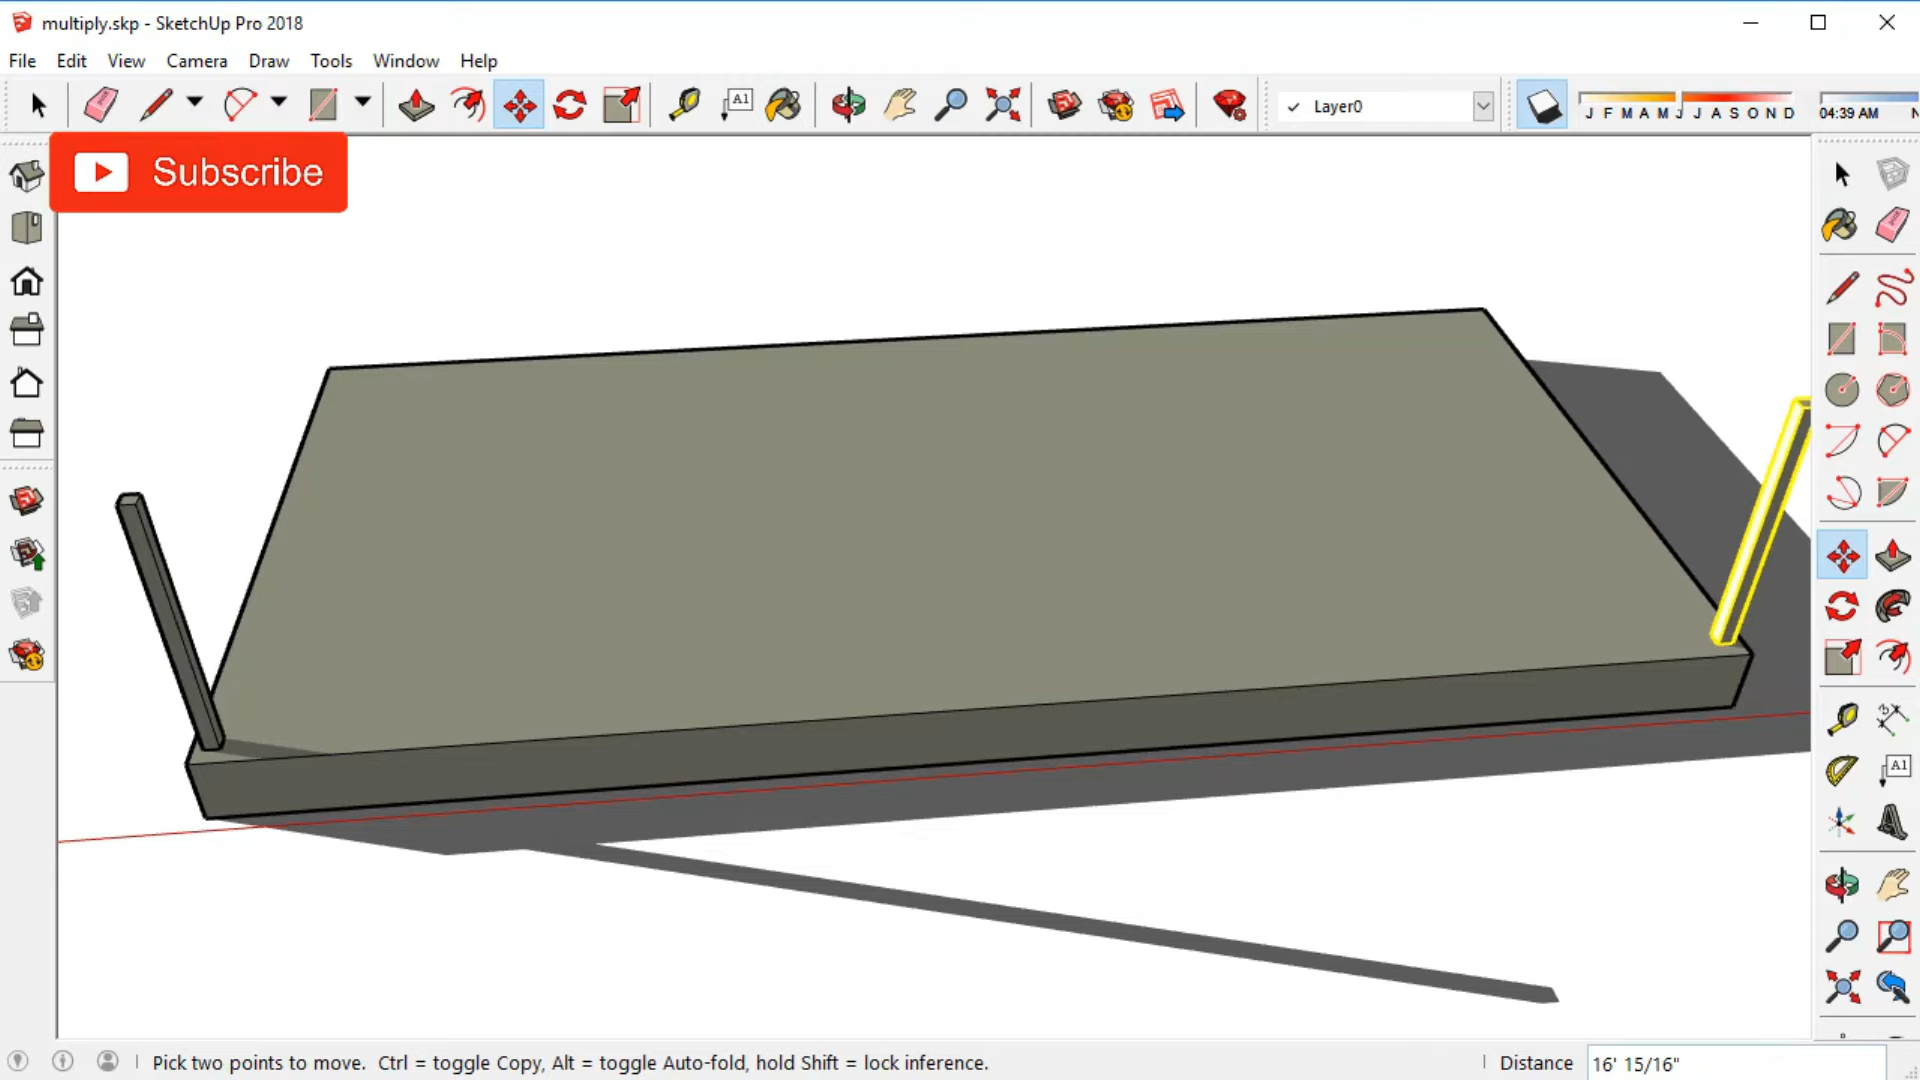 multiply.skp - SketchUp Pro 2018
File Edit View Camera Draw Tools Window Help
A1
Layer0
J F M A M J J A S O N D
04:39 AM N
Subscribe
A1
Pick two points to move. Ctrl = toggle Copy, Alt = toggle Auto-fold, hold Shift = lock inference.
Distance 16' 15/16"